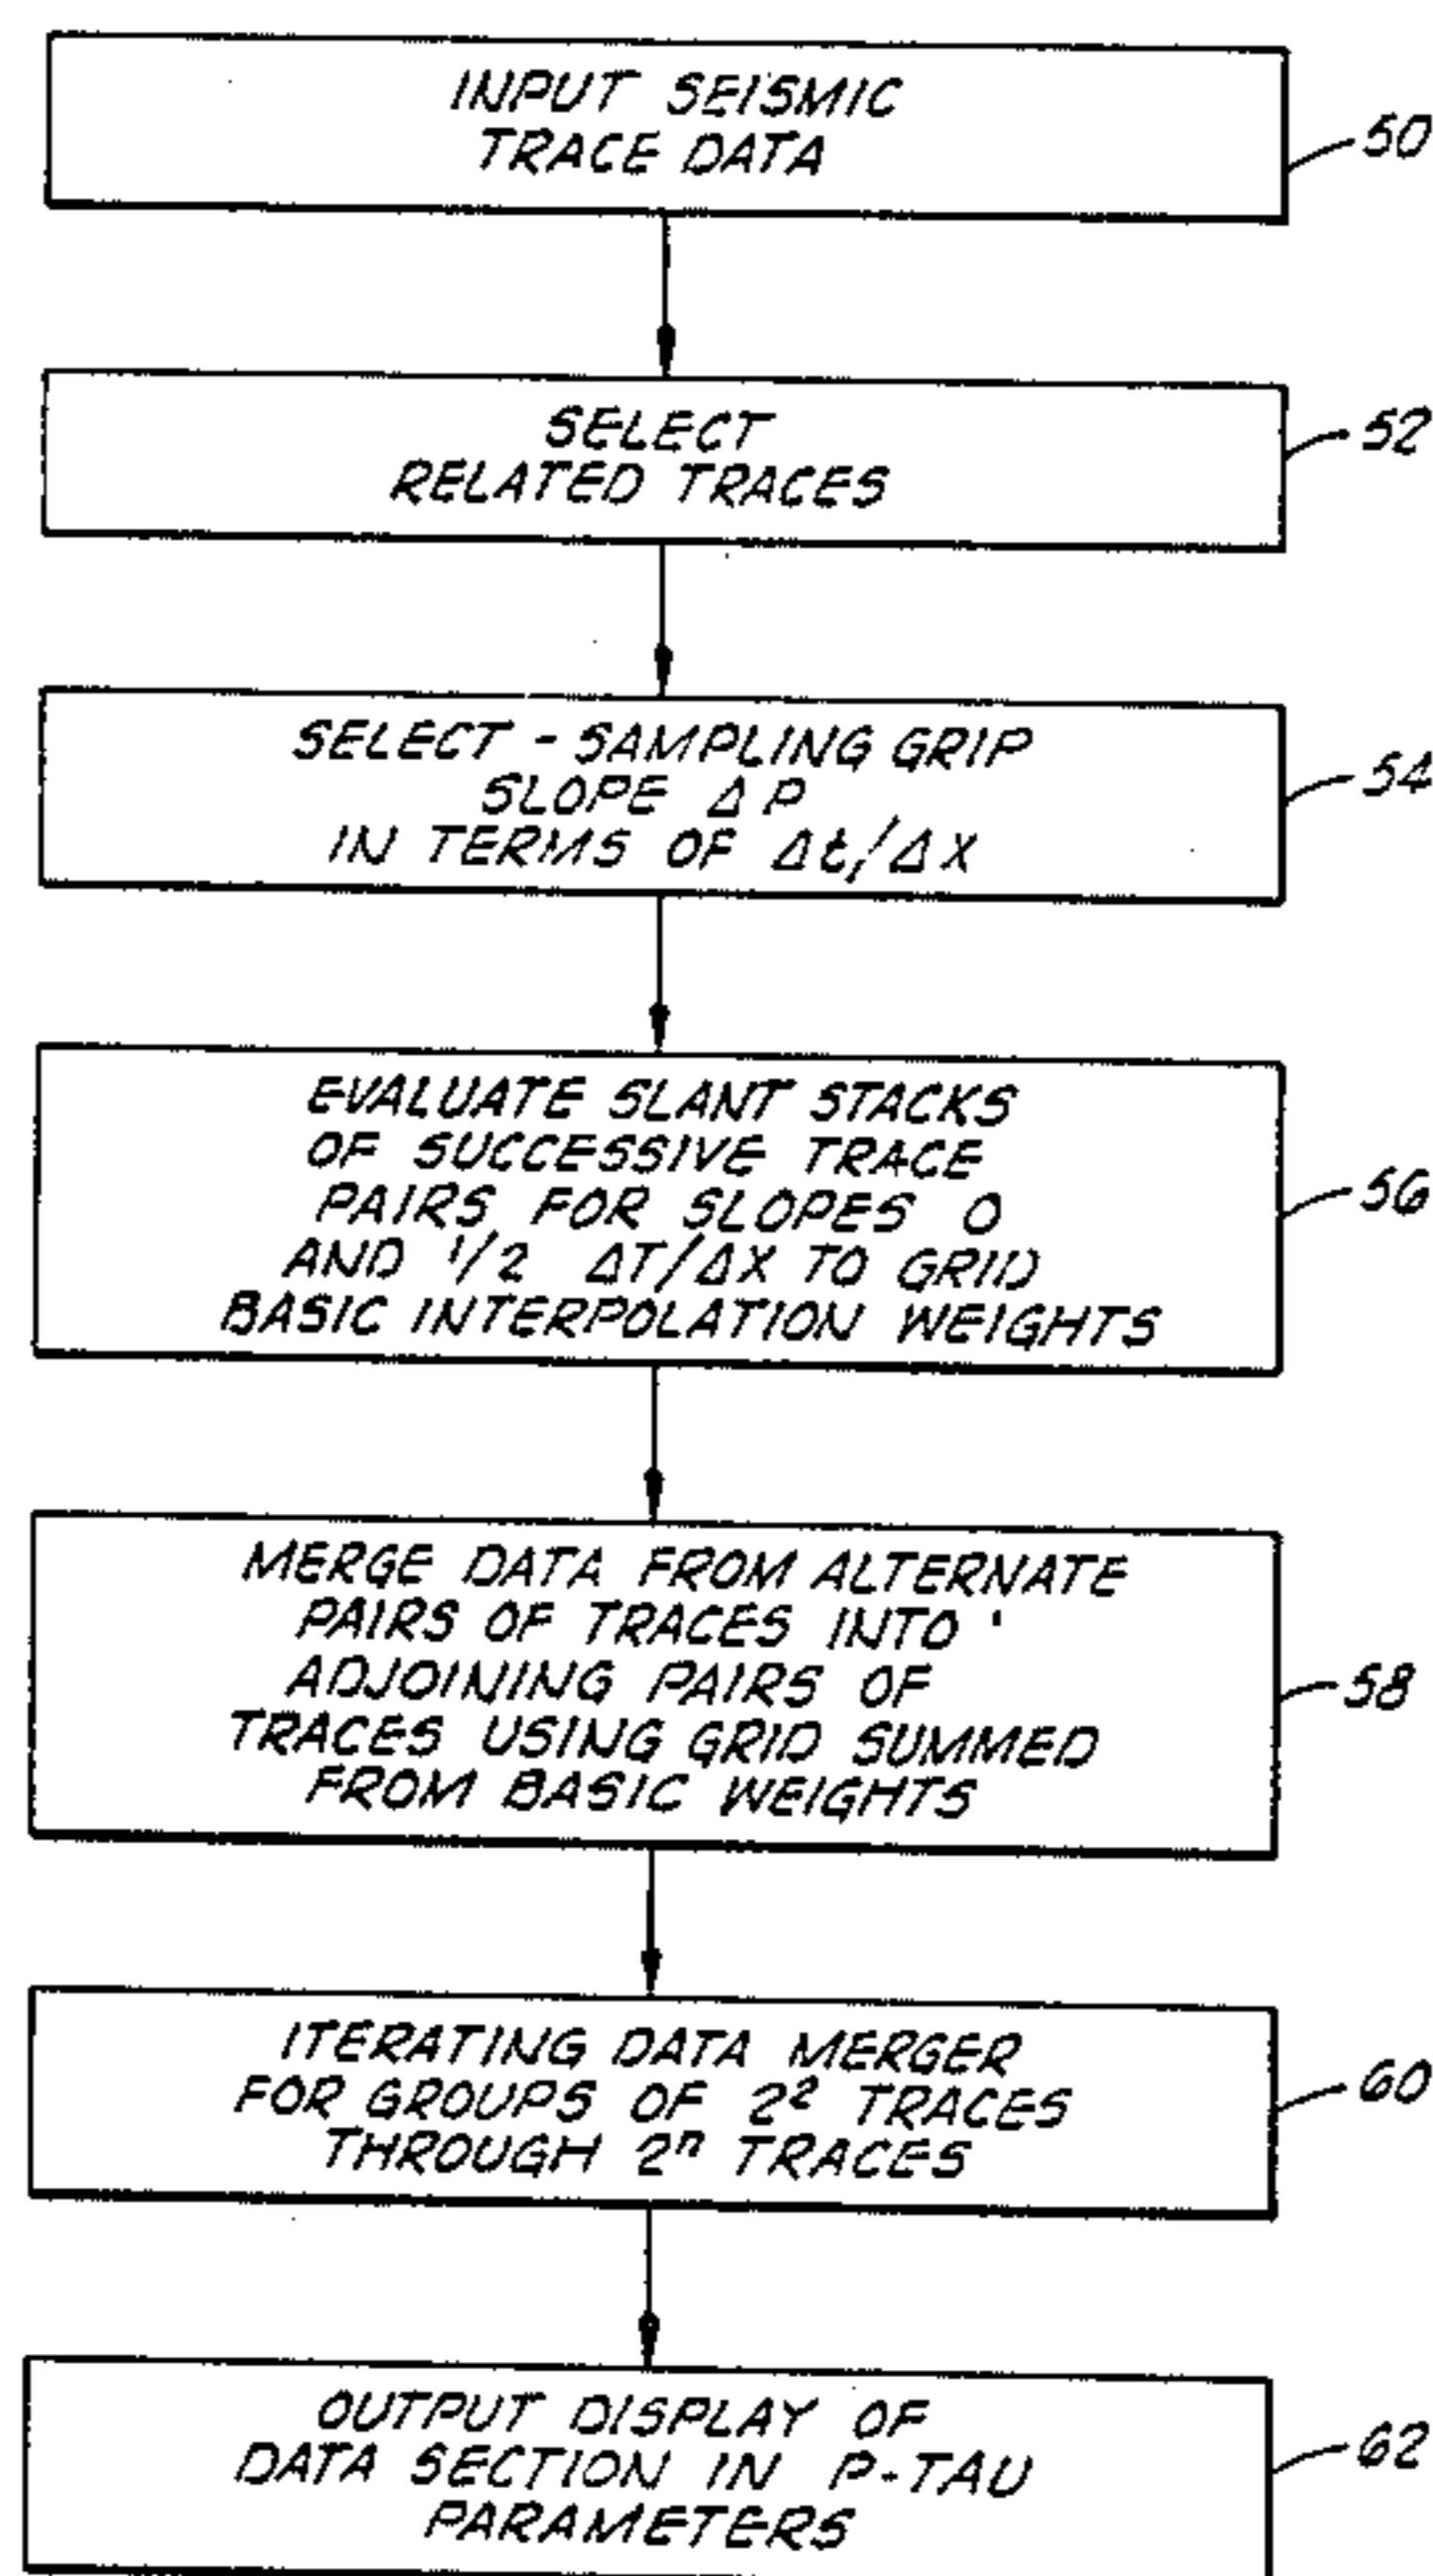 INPUT SEISMIC
TRACE DATA
50
SELECT
RELATED TRACES
52
SELECT - SAMPLING GRIP
SLOPE Δ P
IN TERMS OF Δt,/Δ X
54
EVALUATE SLANT STACKS
OF SUCCESSIVE TRACE
PAIRS FOR SLOPES 0
AND 1/2 ΔT/ΔX TO GRID
BASIC INTERPOLATION WEIGHTS
56
MERGE DATA FROM ALTERNATE
PAIRS OF TRACES INTO
ADJOINING PAIRS OF
TRACES USING GRID SUMMED
FROM BASIC WEIGHTS
58
ITERATING DATA MERGER
FOR GROUPS OF 2² TRACES
THROUGH 2ⁿ TRACES
60
OUTPUT DISPLAY OF
DATA SECTION IN P-TAU
PARAMETERS
62